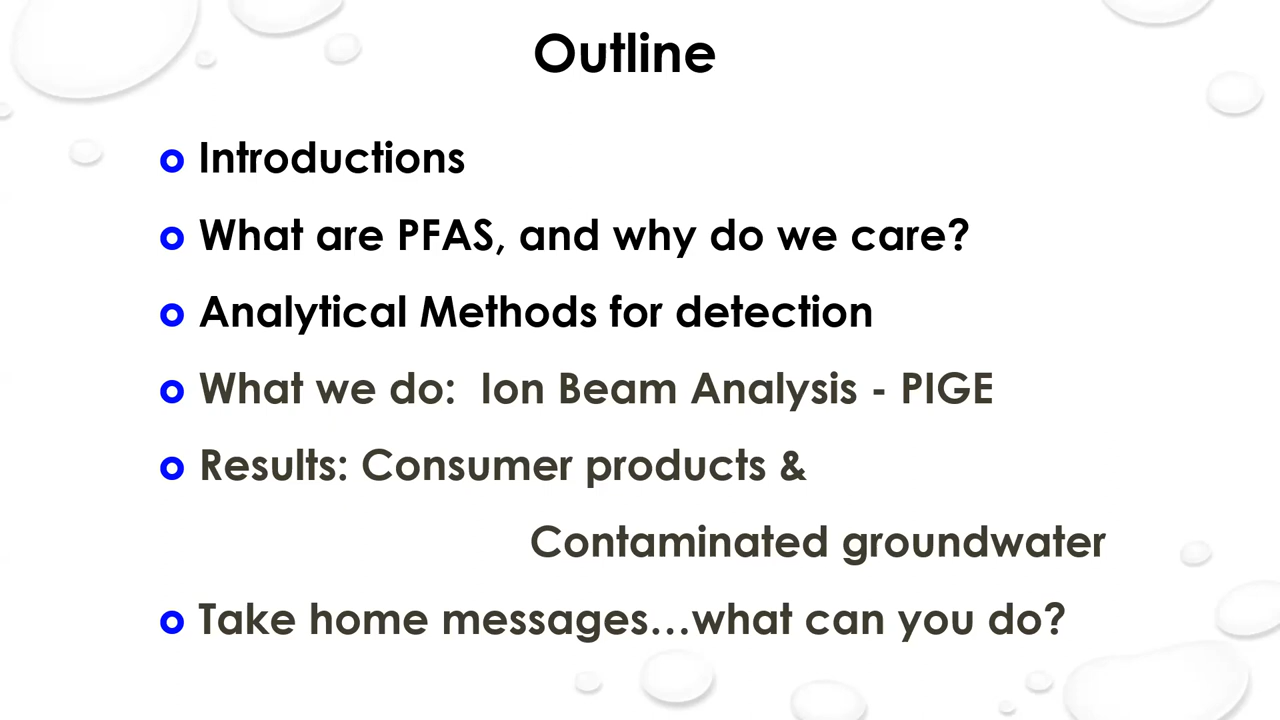 Outline
Introductions
What are PFAS, and why do we care?
Analytical Methods for detection
What we do:  Ion Beam Analysis - PIGE
Results: Consumer products &
Contaminated groundwater
Take home messages…what can you do?